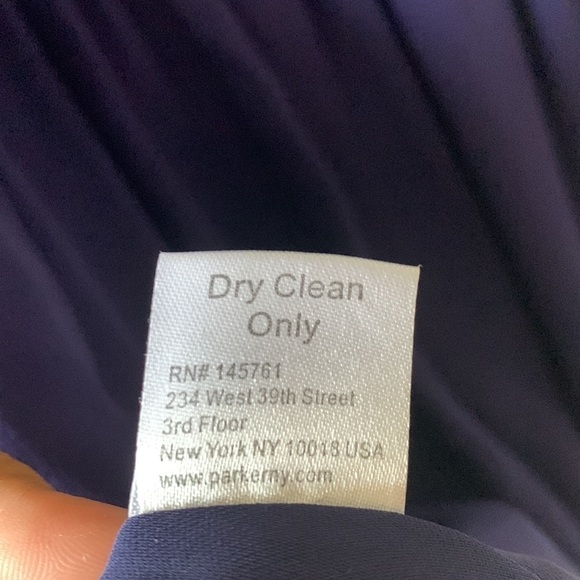 Dry Clean
Only
RN# 145761
234 West 39th Street
3rd Floor
New York NY 10018 USA
www.parkerny.com